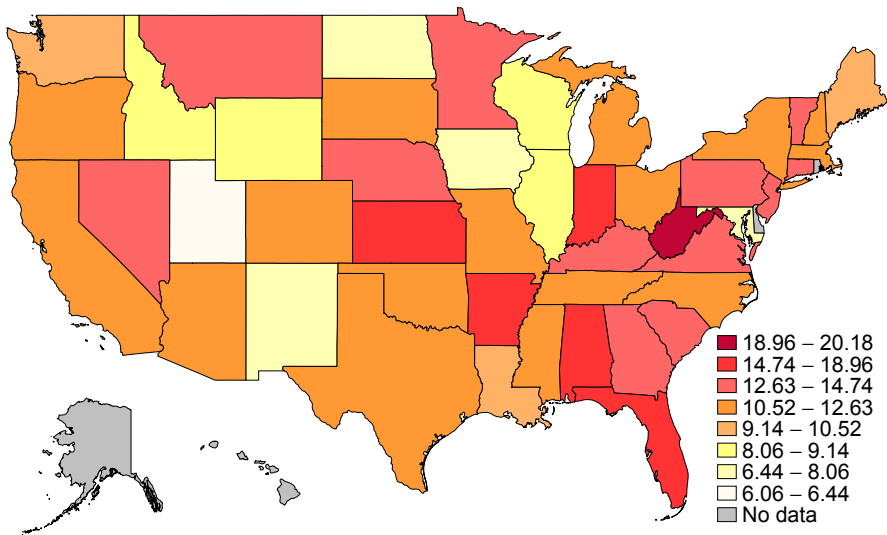 18.96 – 20.18
14.74 – 18.96
12.63 – 14.74
10.52 – 12.63
9.14 – 10.52
8.06 – 9.14
6.44 – 8.06
6.06 – 6.44
No data